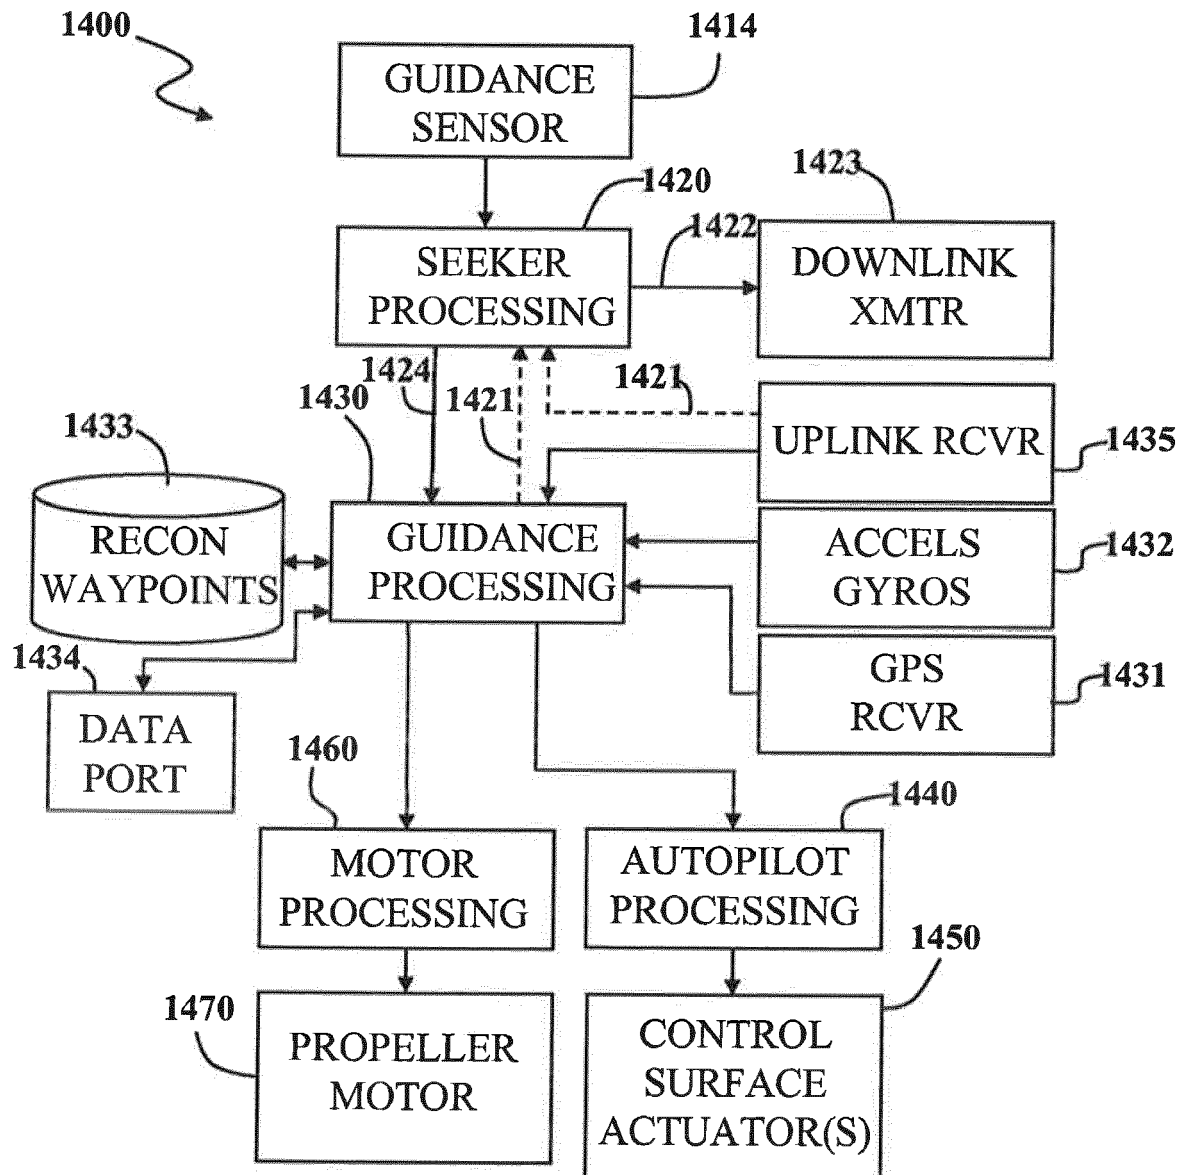 1400
1414
GUIDANCE
SENSOR
1423
1420
1422
SEEKER
PROCESSING
DOWNLINK
XMTR
1424
1430
1421
1421
1433
UPLINK RCVR
1435
RECON
WAYPOINTS
GUIDANCE
PROCESSING
ACCELS
GYROS
1432
1434
GPS
RCVR
1431
DATA
PORT
1460
1440
MOTOR
PROCESSING
AUTOPILOT
PROCESSING
1450
1470
PROPELLER
MOTOR
CONTROL
SURFACE
ACTUATOR(S)